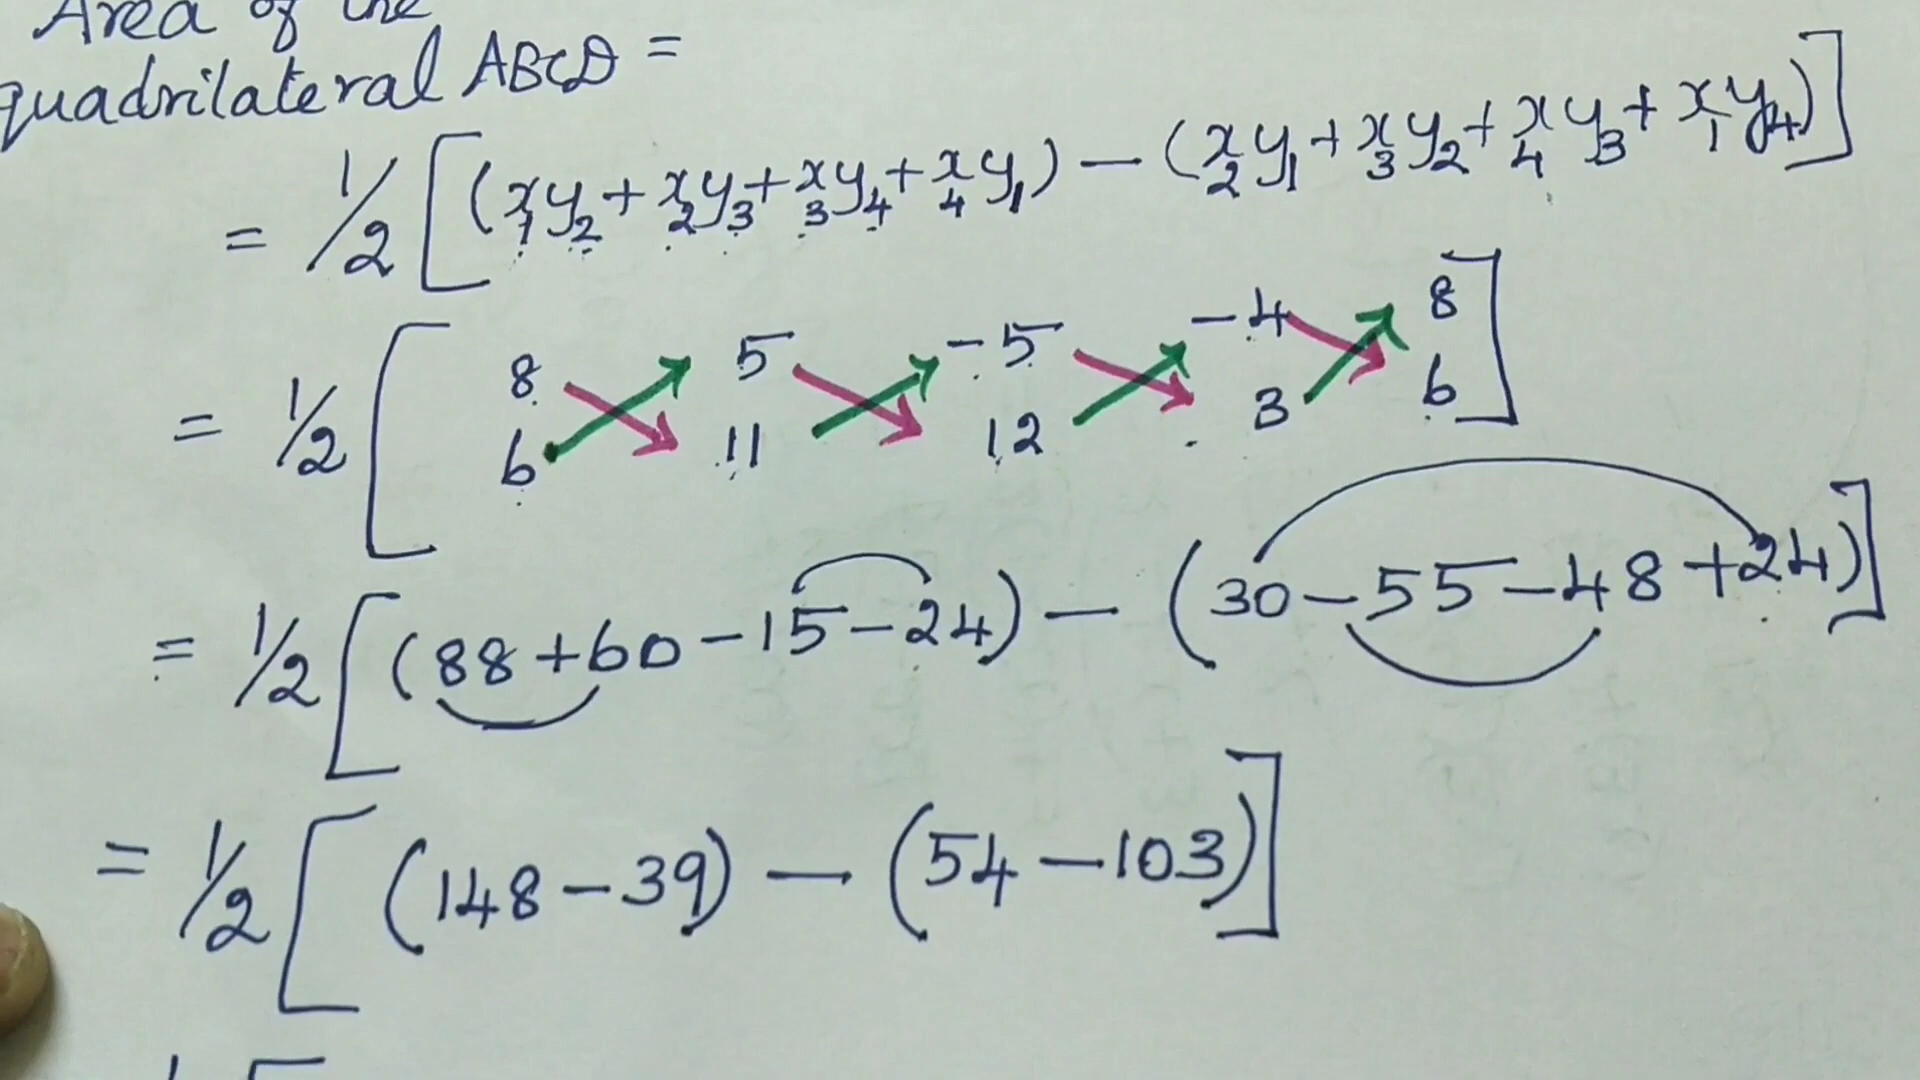 Area of the
quadrilateral ABCD =
= 1/2 [(x₁y₂+x₂y₃+x₃y₄+x₄y₁) − (x₂y₁+x₃y₂+x₄y₃+x₁y₄)]
= 1/2 [ 8 5 −5 −4 8
6 11 12 3 6 ]
= 1/2 [(88+60−15−24) − (30−55−48+24)]
= 1/2 [(148−39) − (54−103)]